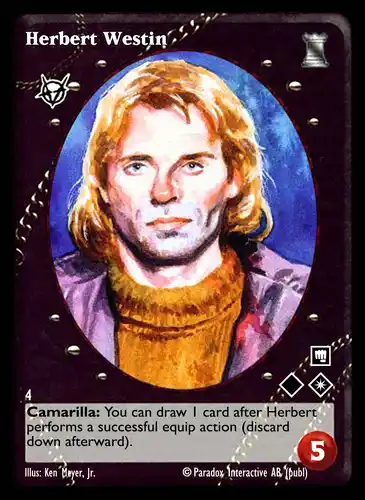 Herbert Westin
4
Camarilla: You can draw 1 card after Herbert
performs a successful equip action (discard
down afterward).
5
Illus: Ken Meyer, Jr. © Paradox Interactive AB (publ)